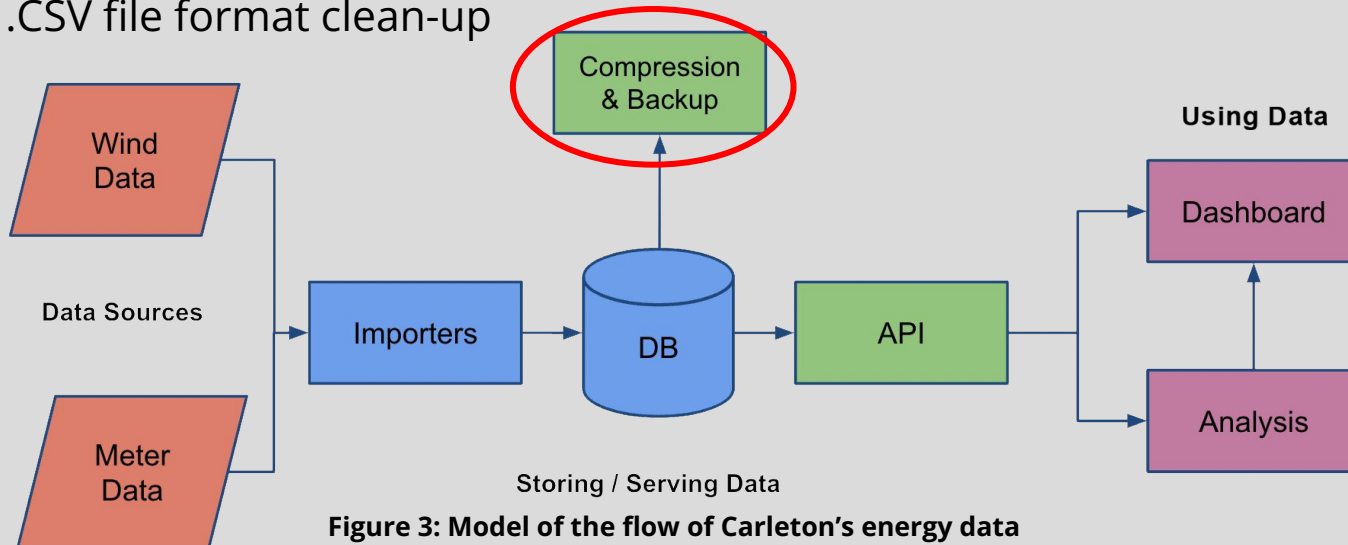 .CSV file format clean-up
Compression
& Backup
Using Data
Wind
Data
Dashboard
Data Sources
Importers
DB
API
Analysis
Meter
Data
Storing / Serving Data
Figure 3: Model of the flow of Carleton's energy data